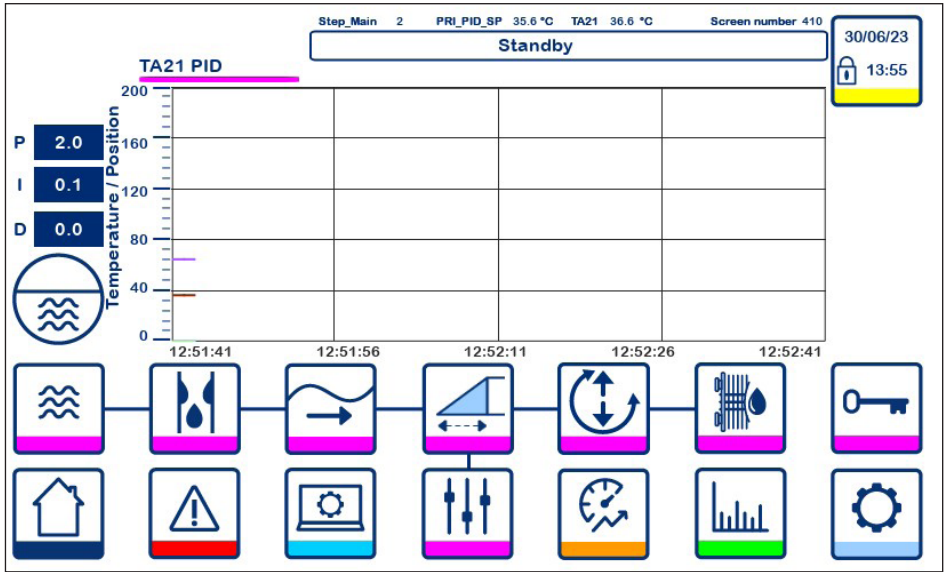 Step_Main 2 PRI_PID_SP 35.6 °C TA21 36.6 °C Screen number 410
Standby
30/06/23
13:55
TA21 PID
Temperature / Position
200
160
120
80
40
0
P 2.0
I 0.1
D 0.0
12:51:41 12:51:56 12:52:11 12:52:26 12:52:41